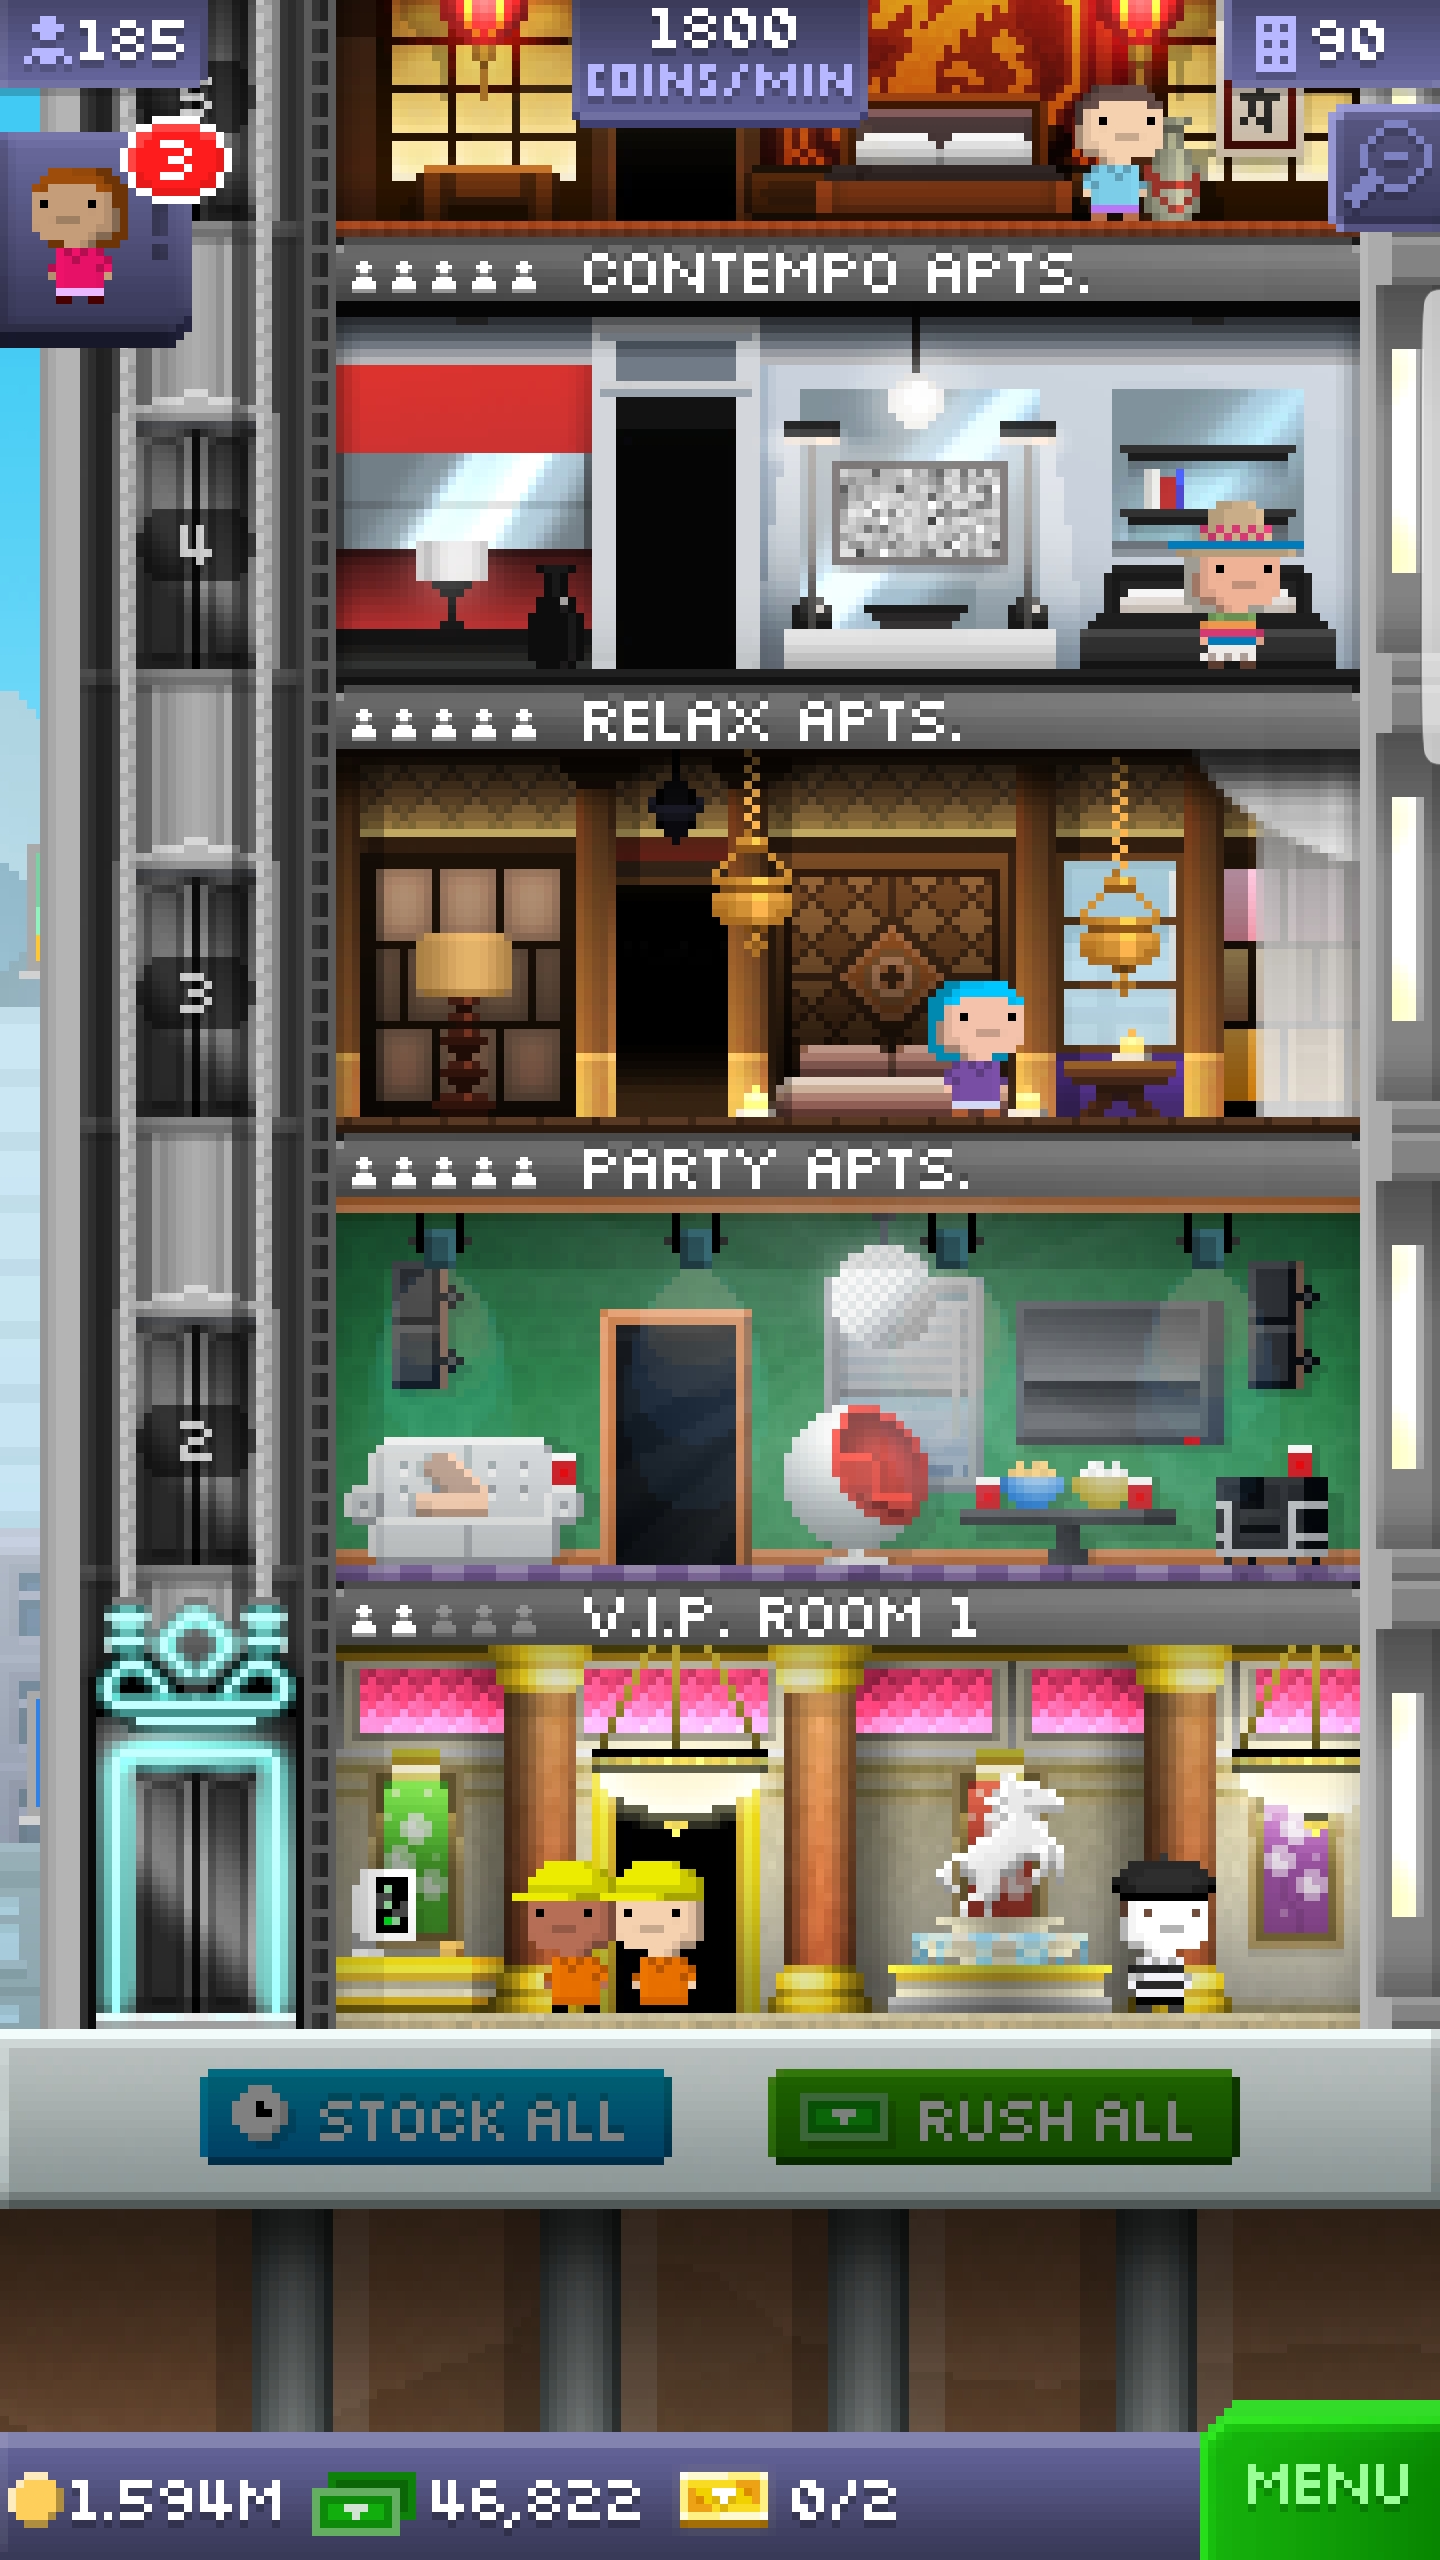 185
1800
COINS/MIN
90
3
CONTEMPO APTS.
4
RELAX APTS.
3
PARTY APTS.
2
V.I.P. ROOM 1
STOCK ALL
RUSH ALL
1.594M
46,822
0/2
MENU